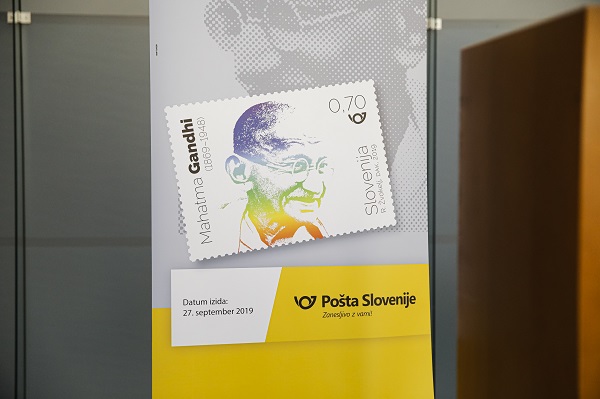 Mahatma Gandhi
(1869–1948)
0,70
Slovenija
Datum izida:
27. september 2019
Pošta Slovenije
Zanesljivo z vami!